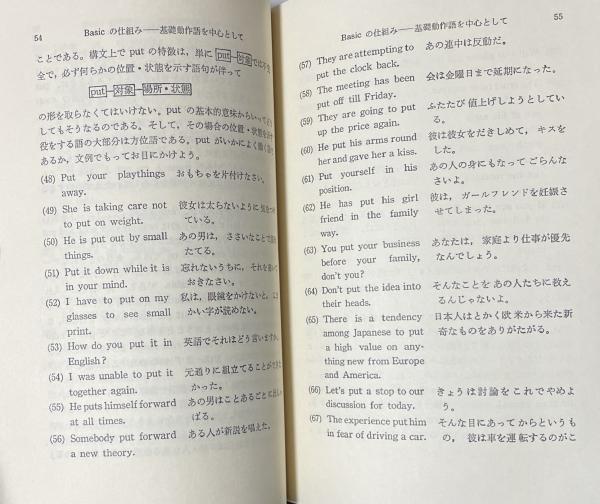 54
Basic の仕組み——基礎動作語を中心として
ことである。構文上で put の特徴は, 単に put—対象 では不
全で, 必ず何らかの位置・状態を示す語句が伴って
put—対象—場所・状態
の形を取らなくてはいけない。put の基本的意味からいって
してもそうなるのである。そして, その場合の位置・状態を
役をする語の大部分は方位語である。put がいかによく働く
あるか, 文例でもってお目にかけよう。
(48) Put your playthings おもちゃを片付けなさい。
away.
(49) She is taking care not 彼女は太らないように 気を
to put on weight. ている。
(50) He is put out by small あの男は, ささいなことで
things. たてる。
(51) Put it down while it is 忘れないうちに, それを
in your mind. おきなさい。
(52) I have to put on my 私は, 眼鏡をかけないと,
glasses to see small かい字が読めない。
print.
(53) How do you put it in 英語でそれはどう言いますか。
English?
(54) I was unable to put it 元通りに組立てることが
together again. かった。
(55) He puts himself forward あの男はことあるごとに
at all times. ばる。
(56) Somebody put forward ある人が新説を唱えた。
a new theory.
Basic の仕組み——基礎動作語を中心として
55
(57) They are attempting to あの連中は反動だ。
put the clock back.
(58) The meeting has been 会は金曜日まで延期になった。
put off till Friday.
(59) They are going to put ふたたび 値上げしようとしてい
up the price again. る。
(60) He put his arms round 彼は彼女をだきしめて, キスを
her and gave her a kiss. した。
(61) Put yourself in his あの人の身にもなって ごらんな
position. さいよ。
(62) He has put his girl 彼は, ガールフレンドを妊娠さ
friend in the family せてしまった。
way.
(63) You put your business あなたは, 家庭より仕事が優先
before your family, なんでしょう。
don't you?
(64) Don't put the idea into そんなことを あの人たちに教え
their heads. るんじゃないよ。
(65) There is a tendency 日本人はとかく欧米から来た新
among Japanese to put 奇なものをありがたがる。
a high value on any-
thing new from Europe
and America.
(66) Let's put a stop to our きょうは討論をこれでやめよ
discussion for today. う。
(67) The experience put him そんな目にあってからというも
in fear of driving a car. の, 彼は車を運転するのがこ